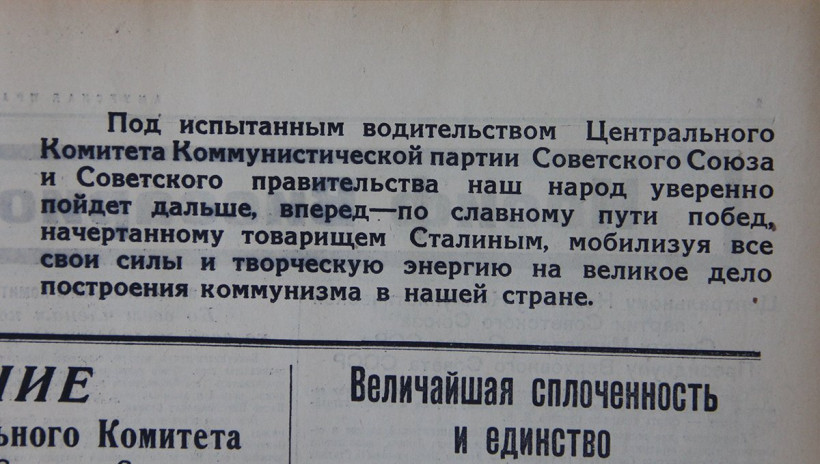 Под испытанным водительством Центрального
Комитета Коммунистической партии Советского Союза
и Советского правительства наш народ уверенно
пойдет дальше, вперед—по славному пути побед,
начертанному товарищем Сталиным, мобилизуя все
свои силы и творческую энергию на великое дело
построения коммунизма в нашей стране.
НИЕ
ьного Комитета
Величайшая сплоченность
и единство